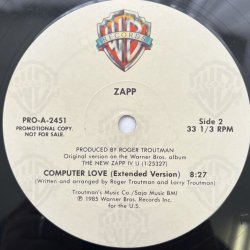 WB
RECORDS
ZAPP
PRO-A-2451
PROMOTIONAL COPY.
NOT FOR SALE.
Side 2
33 1/3 RPM
PRODUCED BY ROGER TROUTMAN
Original version on the Warner Bros. album
THE NEW ZAPP IV U (1-25327)
COMPUTER LOVE (Extended Version) 8:27
(Written and arranged by Roger Troutman and Larry Troutman)
Troutman's Music Co./Saja Music BMI
℗ 1985 Warner Bros. Records Inc.
for the U.S.